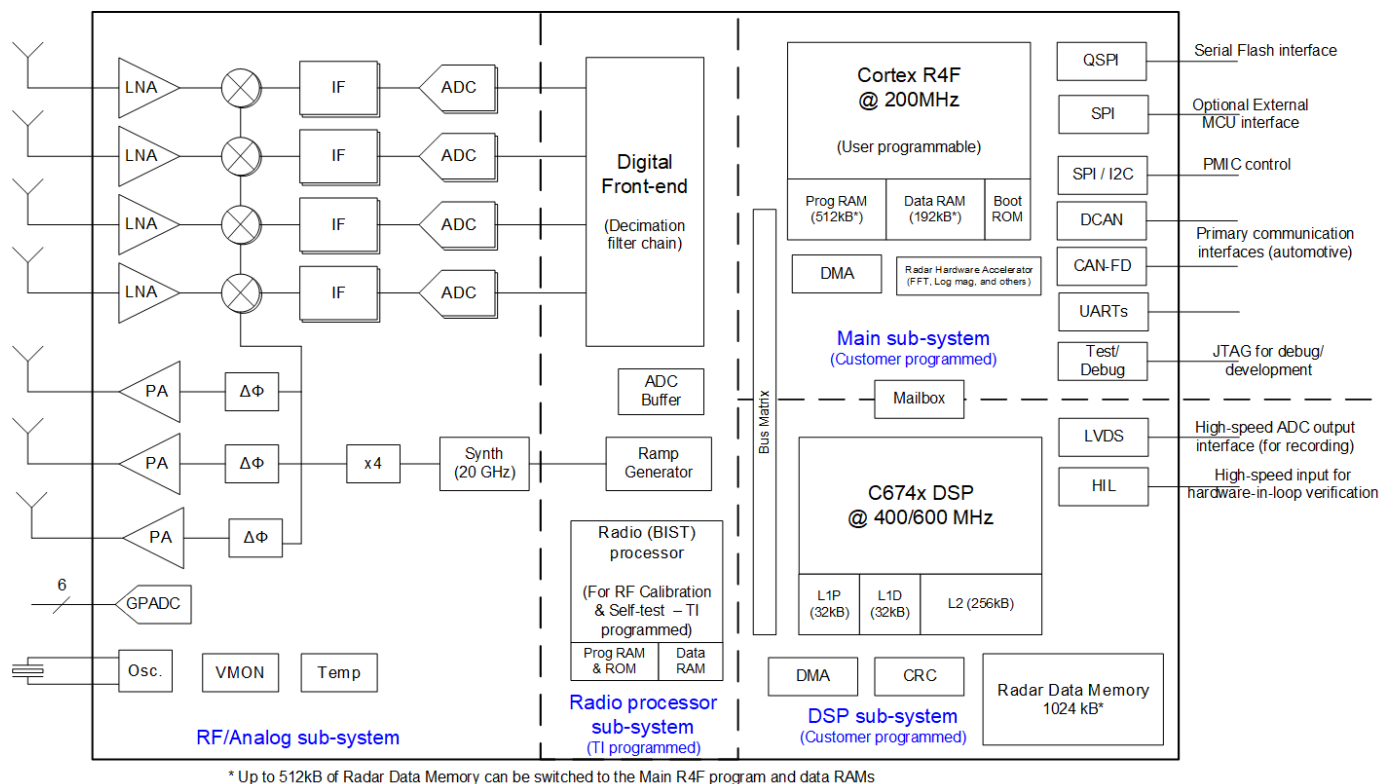 LNA
IF
ADC
LNA
IF
ADC
LNA
IF
ADC
LNA
IF
ADC
Digital
Front-end
(Decimation
filter chain)
PA
ΔΦ
PA
ΔΦ
PA
ΔΦ
x4
Synth
(20 GHz)
ADC
Buffer
Ramp
Generator
6
GPADC
Osc.
VMON
Temp
RF/Analog sub-system
Radio (BIST)
processor
(For RF Calibration
& Self-test – TI
programmed)
Prog RAM
& ROM
Data
RAM
Radio processor
sub-system
(TI programmed)
Bus Matrix
Cortex R4F
@ 200MHz
(User programmable)
Prog RAM
(512kB*)
Data RAM
(192kB*)
Boot
ROM
DMA
Radar Hardware Accelerator
(FFT, Log mag, and others)
Main sub-system
(Customer programmed)
Mailbox
C674x DSP
@ 400/600 MHz
L1P
(32kB)
L1D
(32kB)
L2 (256kB)
DMA
CRC
DSP sub-system
(Customer programmed)
Radar Data Memory
1024 kB*
QSPI
Serial Flash interface
SPI
Optional External
MCU interface
SPI / I2C
PMIC control
DCAN
Primary communication
interfaces (automotive)
CAN-FD
UARTs
Test/
Debug
JTAG for debug/
development
LVDS
High-speed ADC output
interface (for recording)
HIL
High-speed input for
hardware-in-loop verification
* Up to 512kB of Radar Data Memory can be switched to the Main R4F program and data RAMs